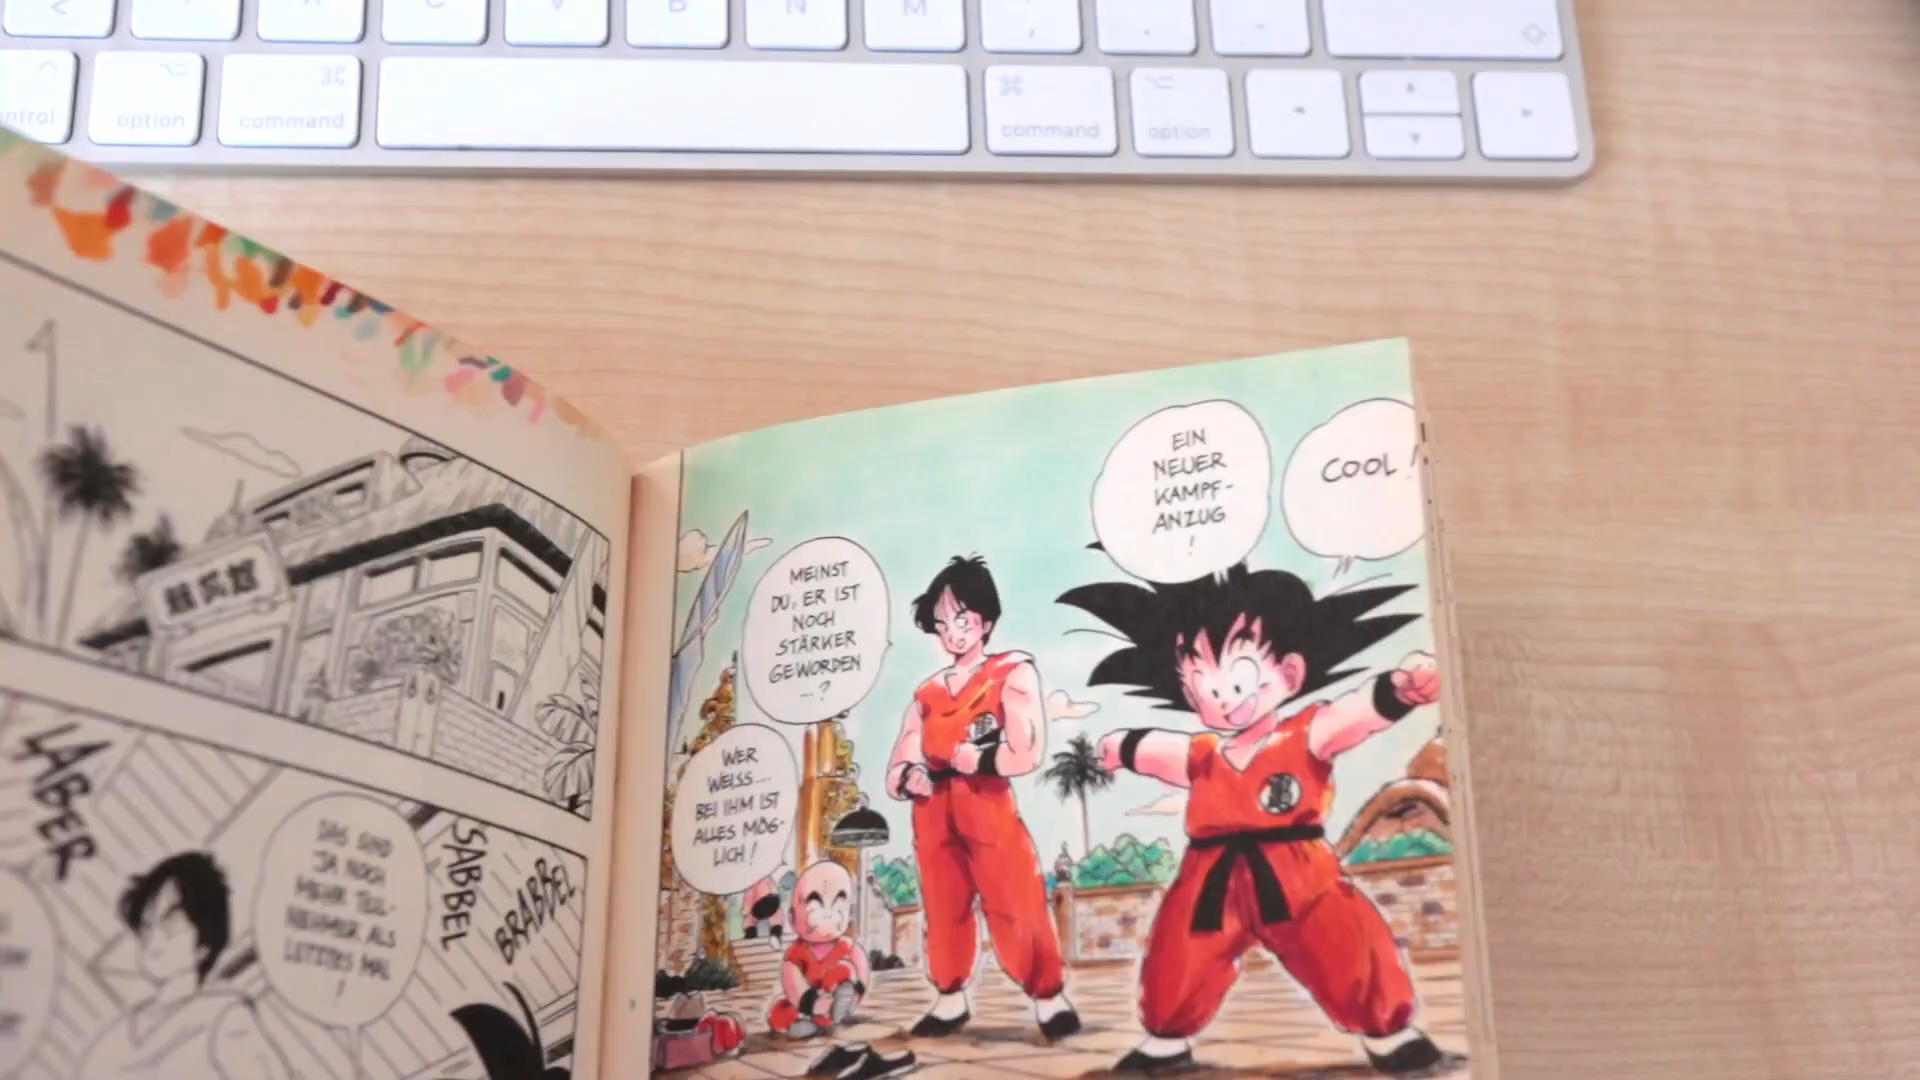 control
option
command
command
option
C
V
B
N
M
LABER
SABBEL
BRABBEL
DAS SIND
JA NOCH
MEHR TEIL-
NEHMER ALS
LETZTES MAL
!
COOL!
EIN
NEUER
KAMPF-
ANZUG
!
MEINST
DU, ER IST
NOCH
STÄRKER
GEWORDEN
...?
WER
WEISS...
BEI IHM IST
ALLES MÖG-
LICH!